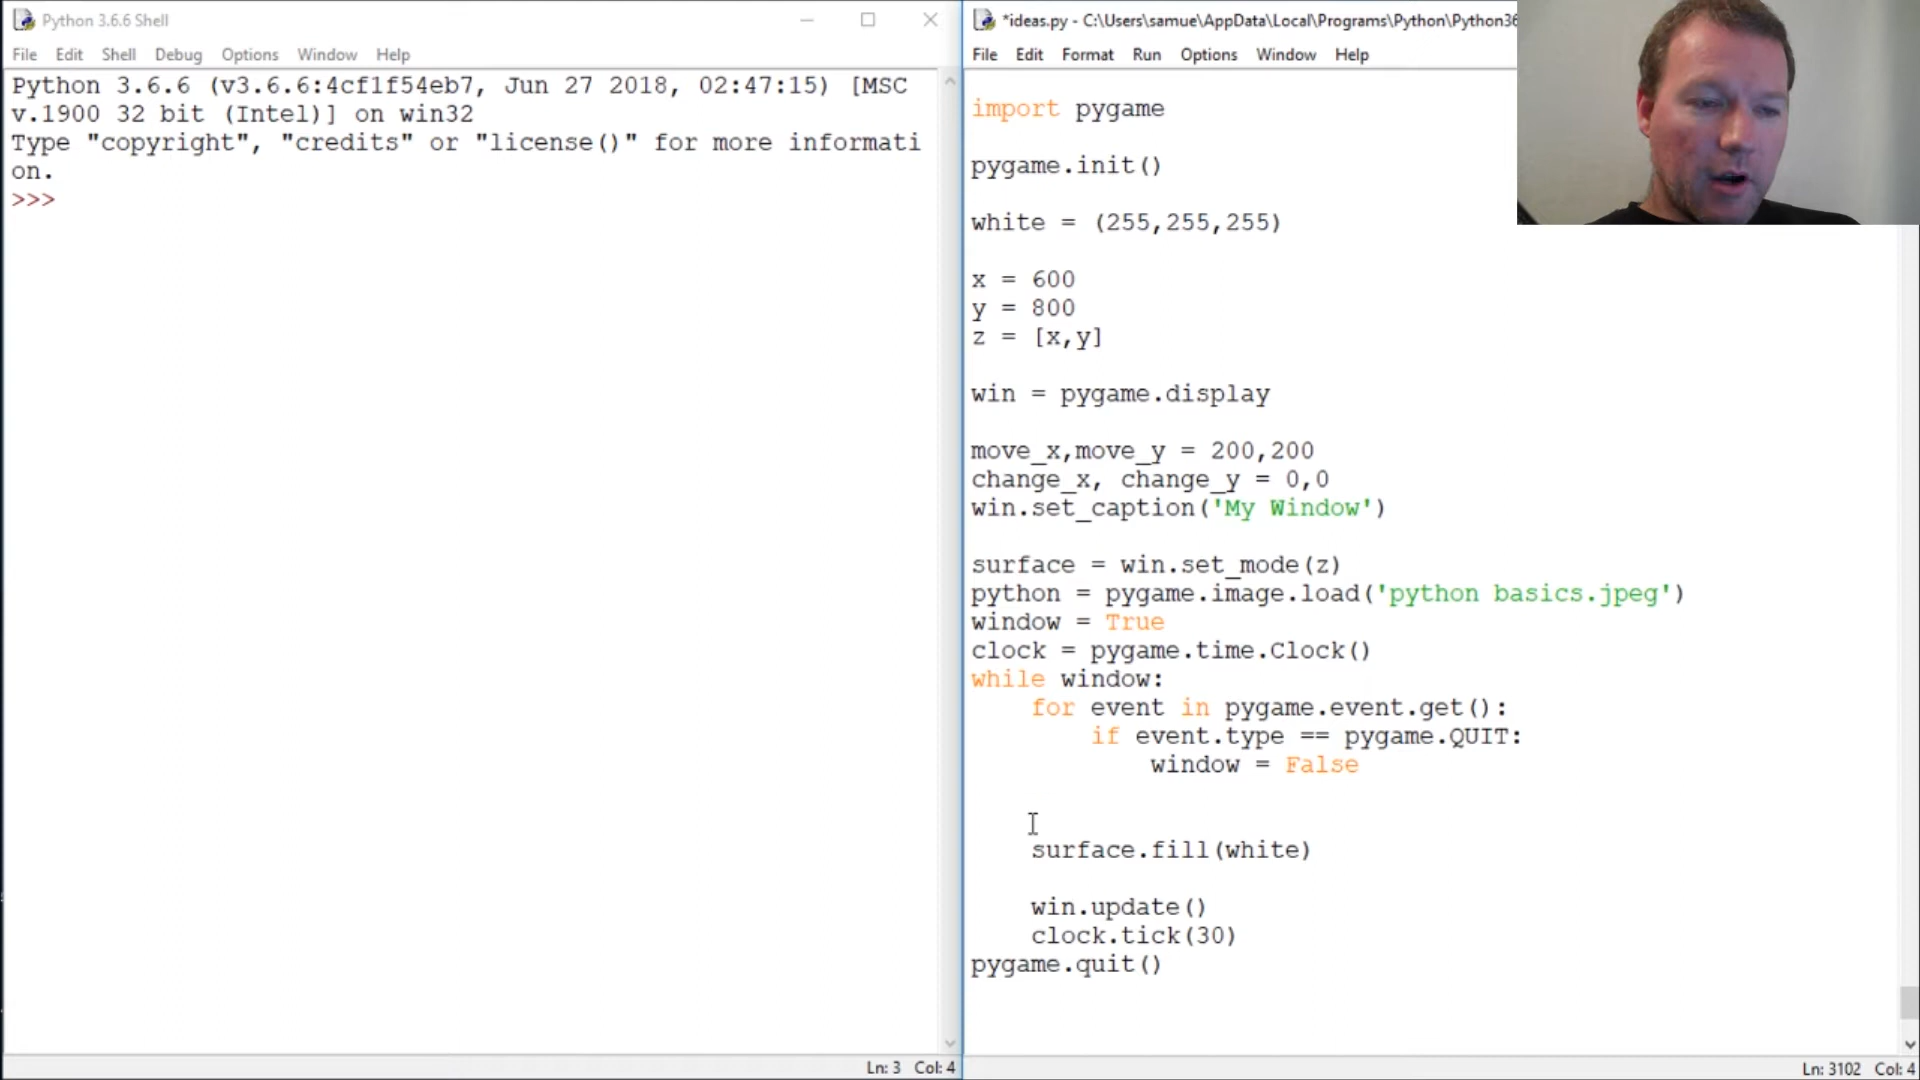 Python 3.6.6 Shell
File Edit Shell Debug Options Window Help
Python 3.6.6 (v3.6.6:4cf1f54eb7, Jun 27 2018, 02:47:15) [MSC
v.1900 32 bit (Intel)] on win32
Type "copyright", "credits" or "license()" for more informati
on.
>>>
Ln: 3 Col: 4
*ideas.py - C:\Users\samue\AppData\Local\Programs\Python\Python36
File Edit Format Run Options Window Help
import pygame
pygame.init()
white = (255,255,255)
x = 600
y = 800
z = [x,y]
win = pygame.display
move_x,move_y = 200,200
change_x, change_y = 0,0
win.set_caption('My Window')
surface = win.set_mode(z)
python = pygame.image.load('python basics.jpeg')
window = True
clock = pygame.time.Clock()
while window:
    for event in pygame.event.get():
        if event.type == pygame.QUIT:
            window = False
    surface.fill(white)
    win.update()
    clock.tick(30)
pygame.quit()
Ln: 3102 Col: 4